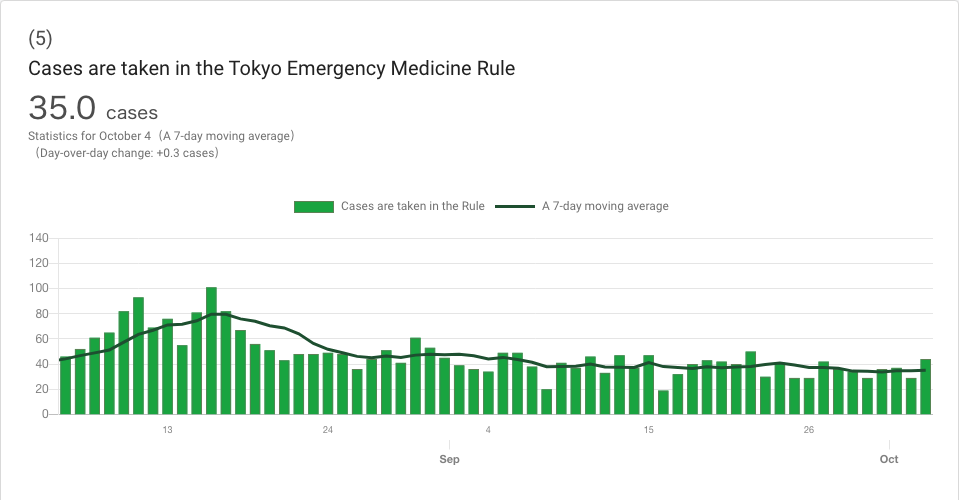 (5)
Cases are taken in the Tokyo Emergency Medicine Rule
35.0 cases
Statistics for October 4（A 7-day moving average）
（Day-over-day change: +0.3 cases）
Cases are taken in the Rule A 7-day moving average
140
120
100
80
60
40
20
0
13 24 4 15 26
Sep Oct